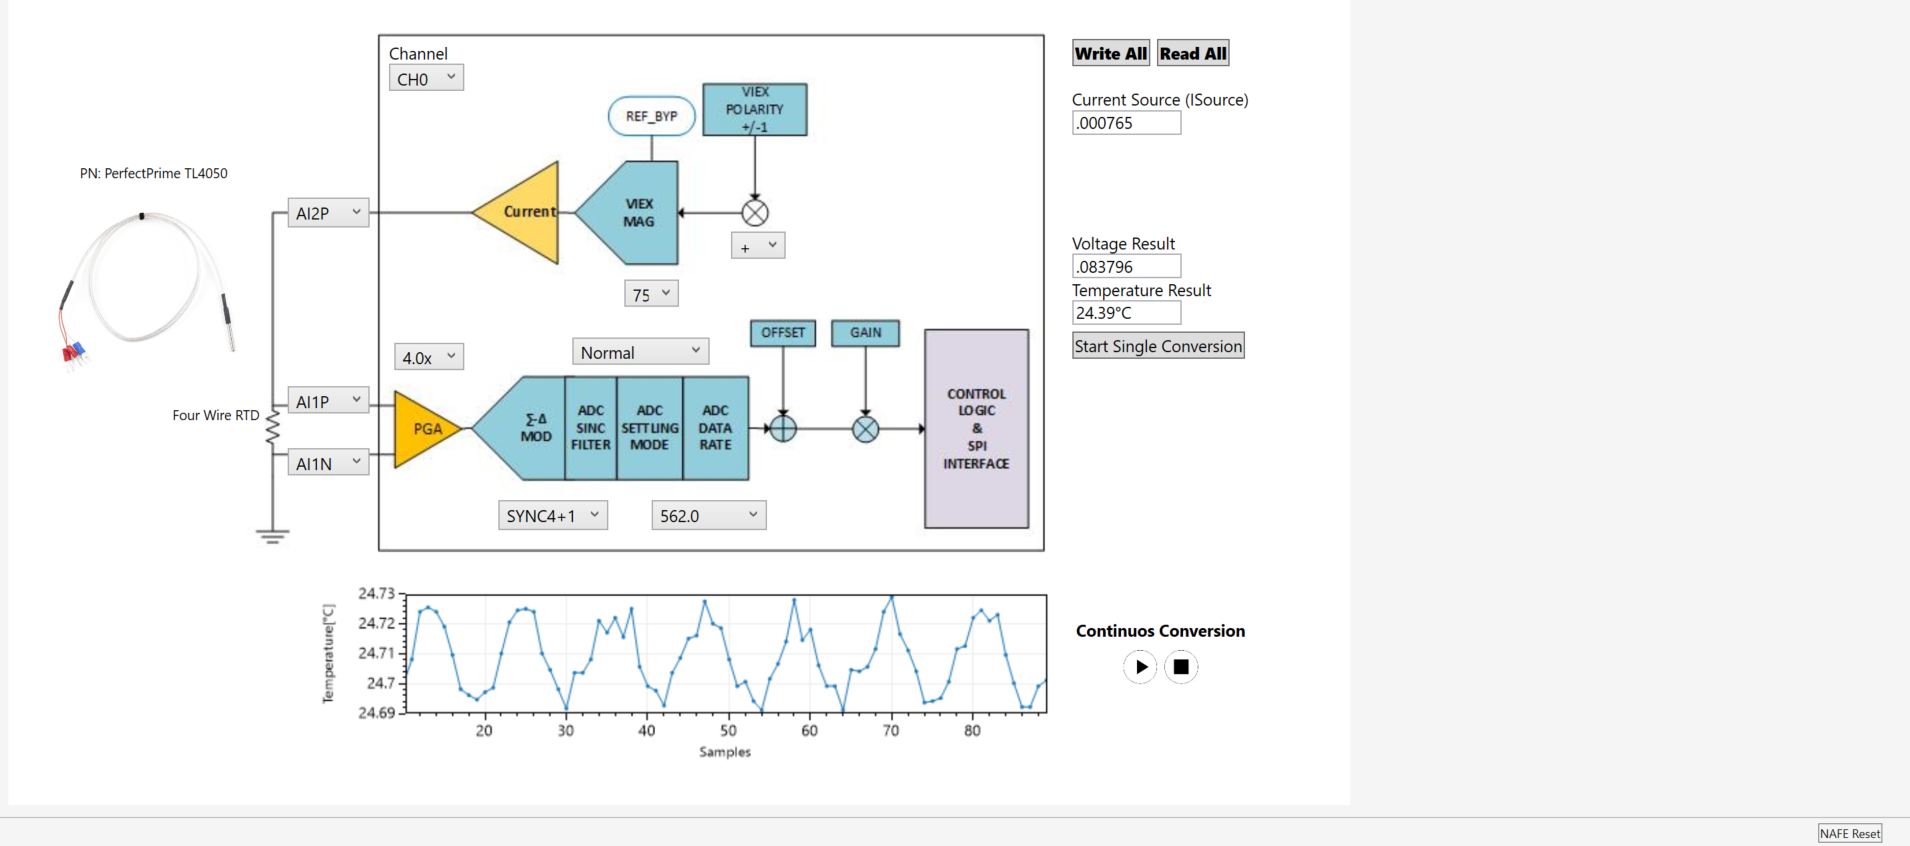 Channel
CH0
Write All
Read All
Current Source (ISource)
.000765
REF_BYP
VIEX
POLARITY
+/-1
PN: PerfectPrime TL4050
AI2P
Current
VIEX
MAG
+
75
Voltage Result
.083796
Temperature Result
24.39°C
Start Single Conversion
4.0x
Normal
OFFSET
GAIN
Four Wire RTD
AI1P
AI1N
PGA
Σ-Δ
MOD
ADC
SINC
FILTER
ADC
SETTLING
MODE
ADC
DATA
RATE
CONTROL
LOGIC
&
SPI
INTERFACE
SYNC4+1
562.0
Temperature[°C]
24.73
24.72
24.71
24.7
24.69
20 30 40 50 60 70 80
Samples
Continuos Conversion
NAFE Reset